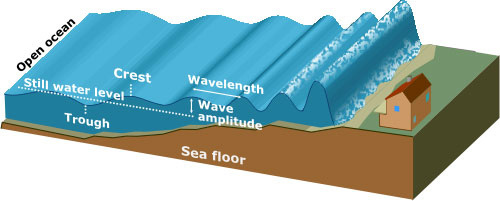 Open ocean
Crest
Still water level
Trough
Wavelength
Wave
amplitude
Sea floor